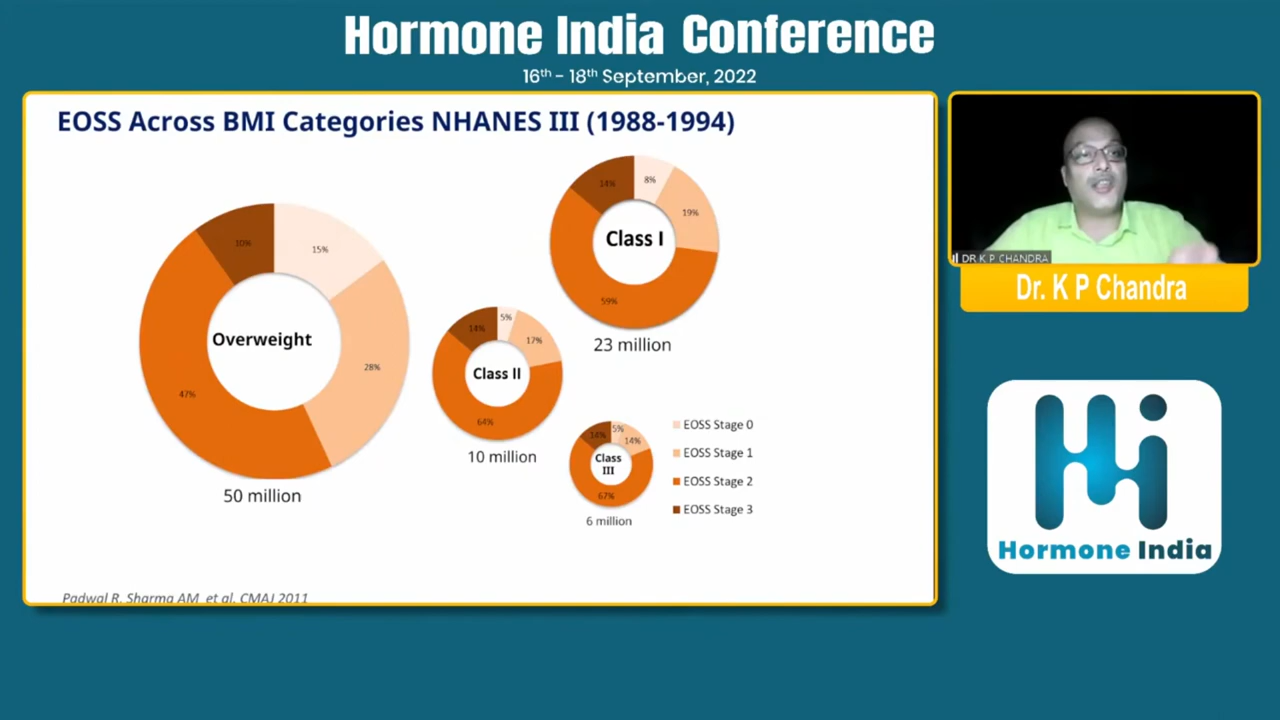 Hormone India Conference
16th - 18th September, 2022
EOSS Across BMI Categories NHANES III (1988-1994)
10%
15%
28%
47%
Overweight
50 million
14%
8%
19%
59%
Class I
23 million
14%
5%
17%
64%
Class II
10 million
14%
5%
14%
67%
Class
III
6 million
EOSS Stage 0
EOSS Stage 1
EOSS Stage 2
EOSS Stage 3
Padwal R, Sharma AM et al. CMAJ 2011
DR K P CHANDRA
Dr. K P Chandra
Hormone India